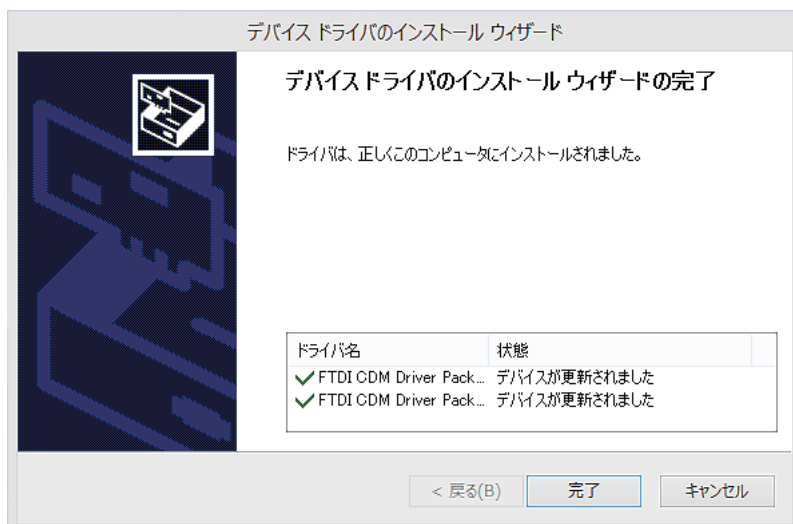 デバイス ドライバのインストール ウィザード
デバイス ドライバのインストール ウィザードの完了
ドライバは、正しくこのコンピュータにインストールされました。
ドライバ名 状態
FTDI CDM Driver Pack... デバイスが更新されました
FTDI CDM Driver Pack... デバイスが更新されました
< 戻る(B) 完了 キャンセル